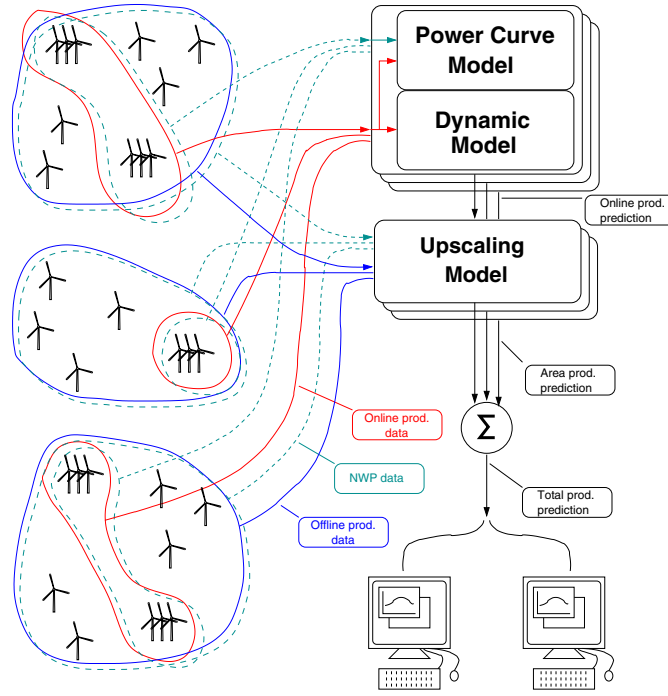 Power Curve
Model
Dynamic
Model
Online prod.
prediction
Upscaling
Model
Area prod.
prediction
Σ
Online prod.
data
NWP data
Total prod.
prediction
Offline prod.
data